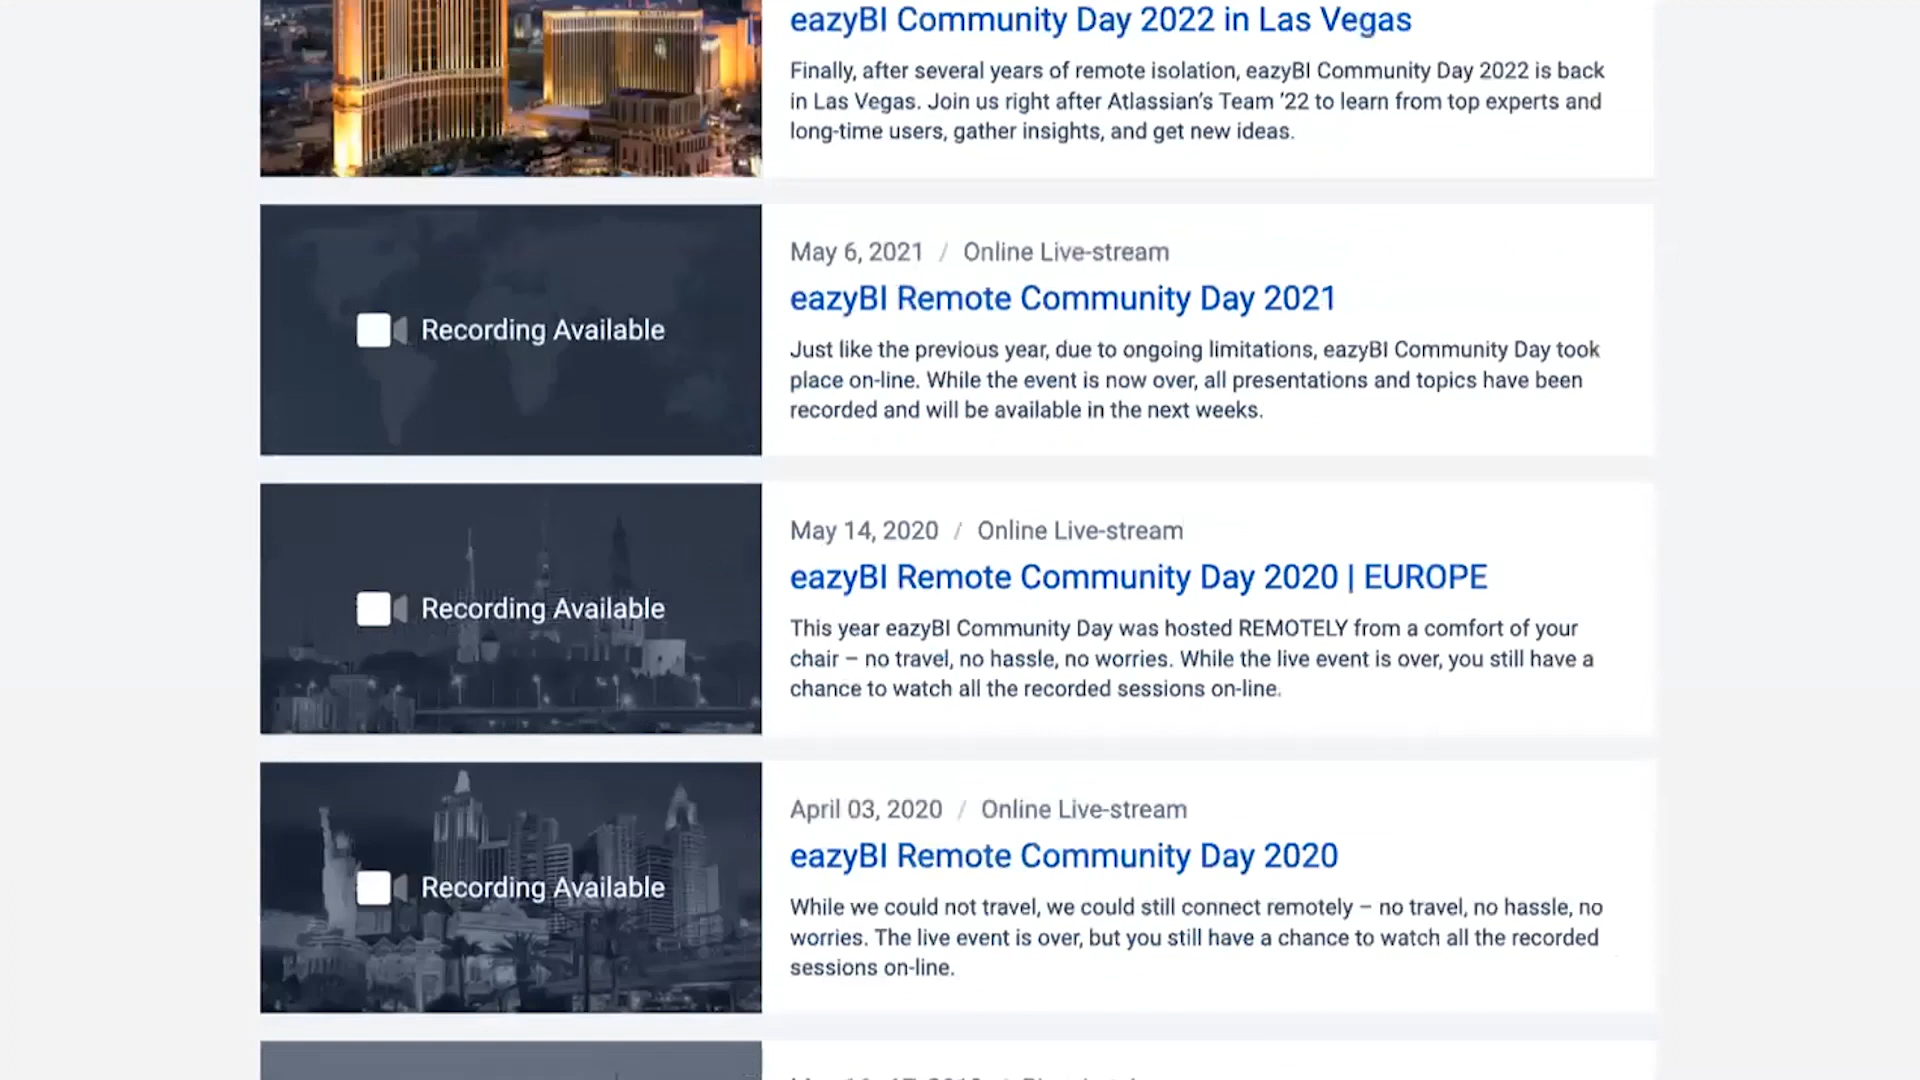 eazyBI Community Day 2022 in Las Vegas
Finally, after several years of remote isolation, eazyBI Community Day 2022 is back
in Las Vegas. Join us right after Atlassian’s Team ’22 to learn from top experts and
long-time users, gather insights, and get new ideas.
Recording Available
May 6, 2021 / Online Live-stream
eazyBI Remote Community Day 2021
Just like the previous year, due to ongoing limitations, eazyBI Community Day took
place on-line. While the event is now over, all presentations and topics have been
recorded and will be available in the next weeks.
Recording Available
May 14, 2020 / Online Live-stream
eazyBI Remote Community Day 2020 | EUROPE
This year eazyBI Community Day was hosted REMOTELY from a comfort of your
chair – no travel, no hassle, no worries. While the live event is over, you still have a
chance to watch all the recorded sessions on-line.
Recording Available
April 03, 2020 / Online Live-stream
eazyBI Remote Community Day 2020
While we could not travel, we could still connect remotely – no travel, no hassle, no
worries. The live event is over, but you still have a chance to watch all the recorded
sessions on-line.